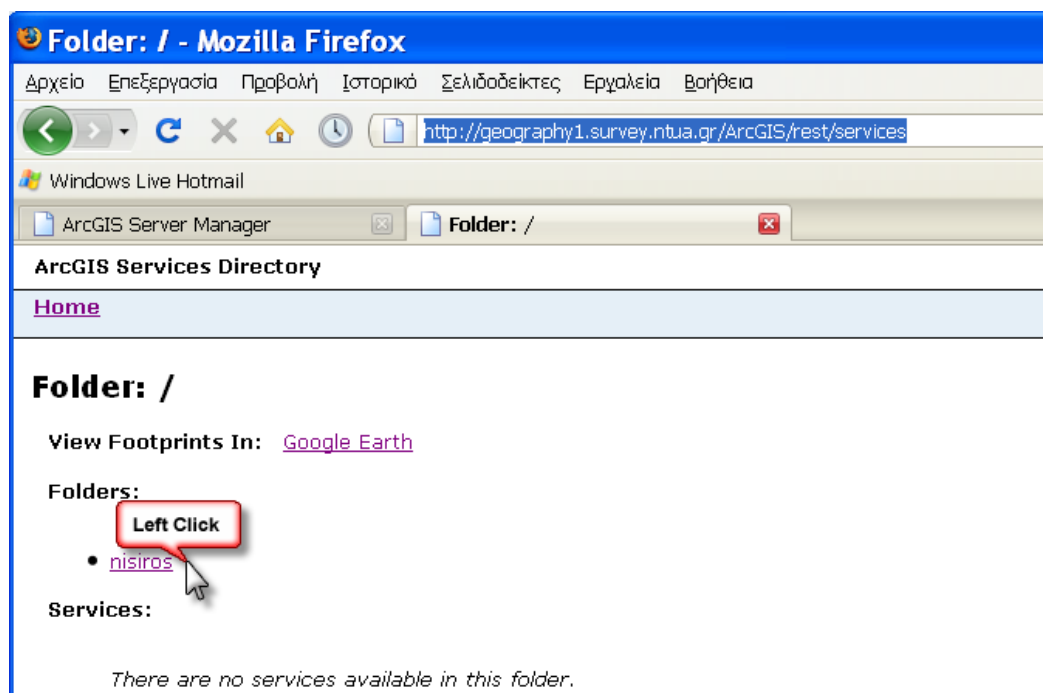 Folder: / - Mozilla Firefox
Αρχείο Επεξεργασία Προβολή Ιστορικό Σελιδοδείκτες Εργαλεία Βοήθεια
http://geography1.survey.ntua.gr/ArcGIS/rest/services
Windows Live Hotmail
ArcGIS Server Manager Folder: /
ArcGIS Services Directory
Home
Folder: /
View Footprints In: Google Earth
Folders:
Left Click
• nisiros
Services:
There are no services available in this folder.